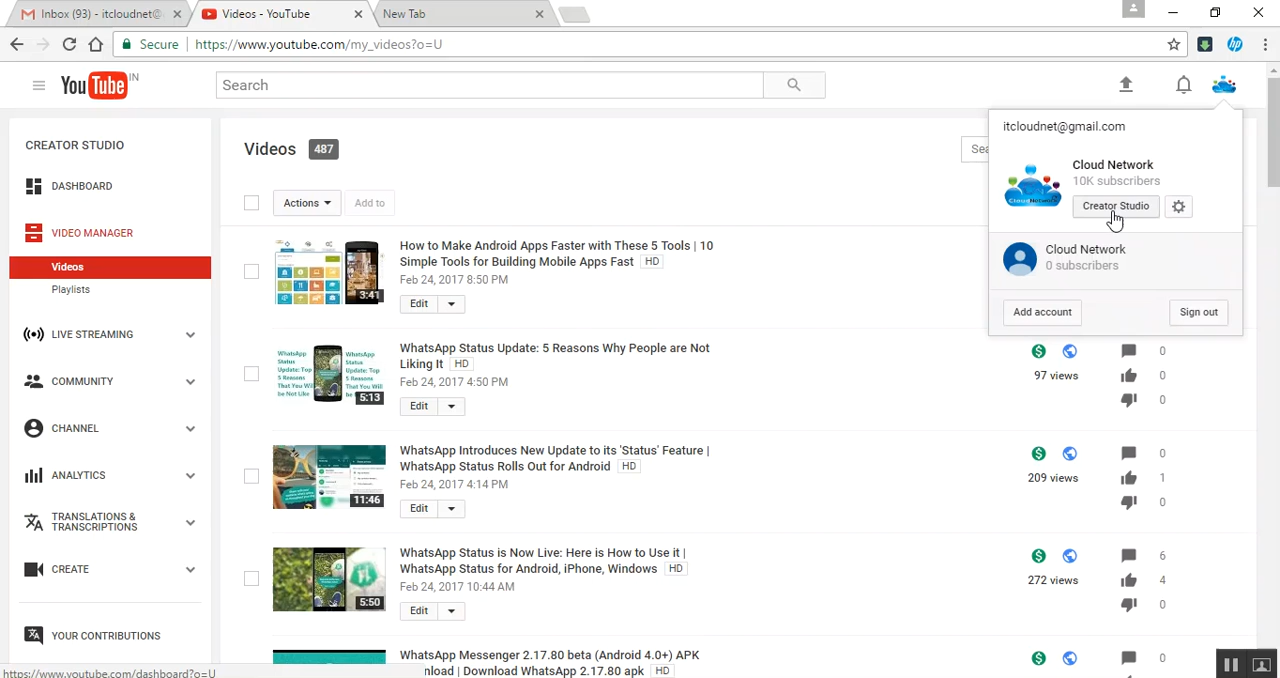 Inbox (93) - itcloudnet@
Videos - YouTube
New Tab
Secure
https://www.youtube.com/my_videos?o=U
YouTube IN
Search
CREATOR STUDIO
DASHBOARD
VIDEO MANAGER
Videos
Playlists
LIVE STREAMING
COMMUNITY
CHANNEL
ANALYTICS
TRANSLATIONS &
TRANSCRIPTIONS
CREATE
YOUR CONTRIBUTIONS
https://www.youtube.com/dashboard?o=U
Videos 487
Sea
Actions
Add to
3:41
How to Make Android Apps Faster with These 5 Tools | 10
Simple Tools for Building Mobile Apps Fast HD
Feb 24, 2017 8:50 PM
Edit
WhatsApp
Status
Update: Top
5 Reasons
That You Will
5:13
WhatsApp Status Update: 5 Reasons Why People are Not
Liking It HD
Feb 24, 2017 4:50 PM
Edit
97 views
0
0
0
11:46
WhatsApp Introduces New Update to its 'Status' Feature |
WhatsApp Status Rolls Out for Android HD
Feb 24, 2017 4:14 PM
Edit
209 views
0
1
0
5:50
WhatsApp Status is Now Live: Here is How to Use it |
WhatsApp Status for Android, iPhone, Windows HD
Feb 24, 2017 10:44 AM
Edit
272 views
6
4
0
WhatsApp Messenger 2.17.80 beta (Android 4.0+) APK
nload | Download WhatsApp 2.17.80 apk HD
0
itcloudnet@gmail.com
Cloud Network
10K subscribers
Creator Studio
Cloud Network
0 subscribers
Add account
Sign out